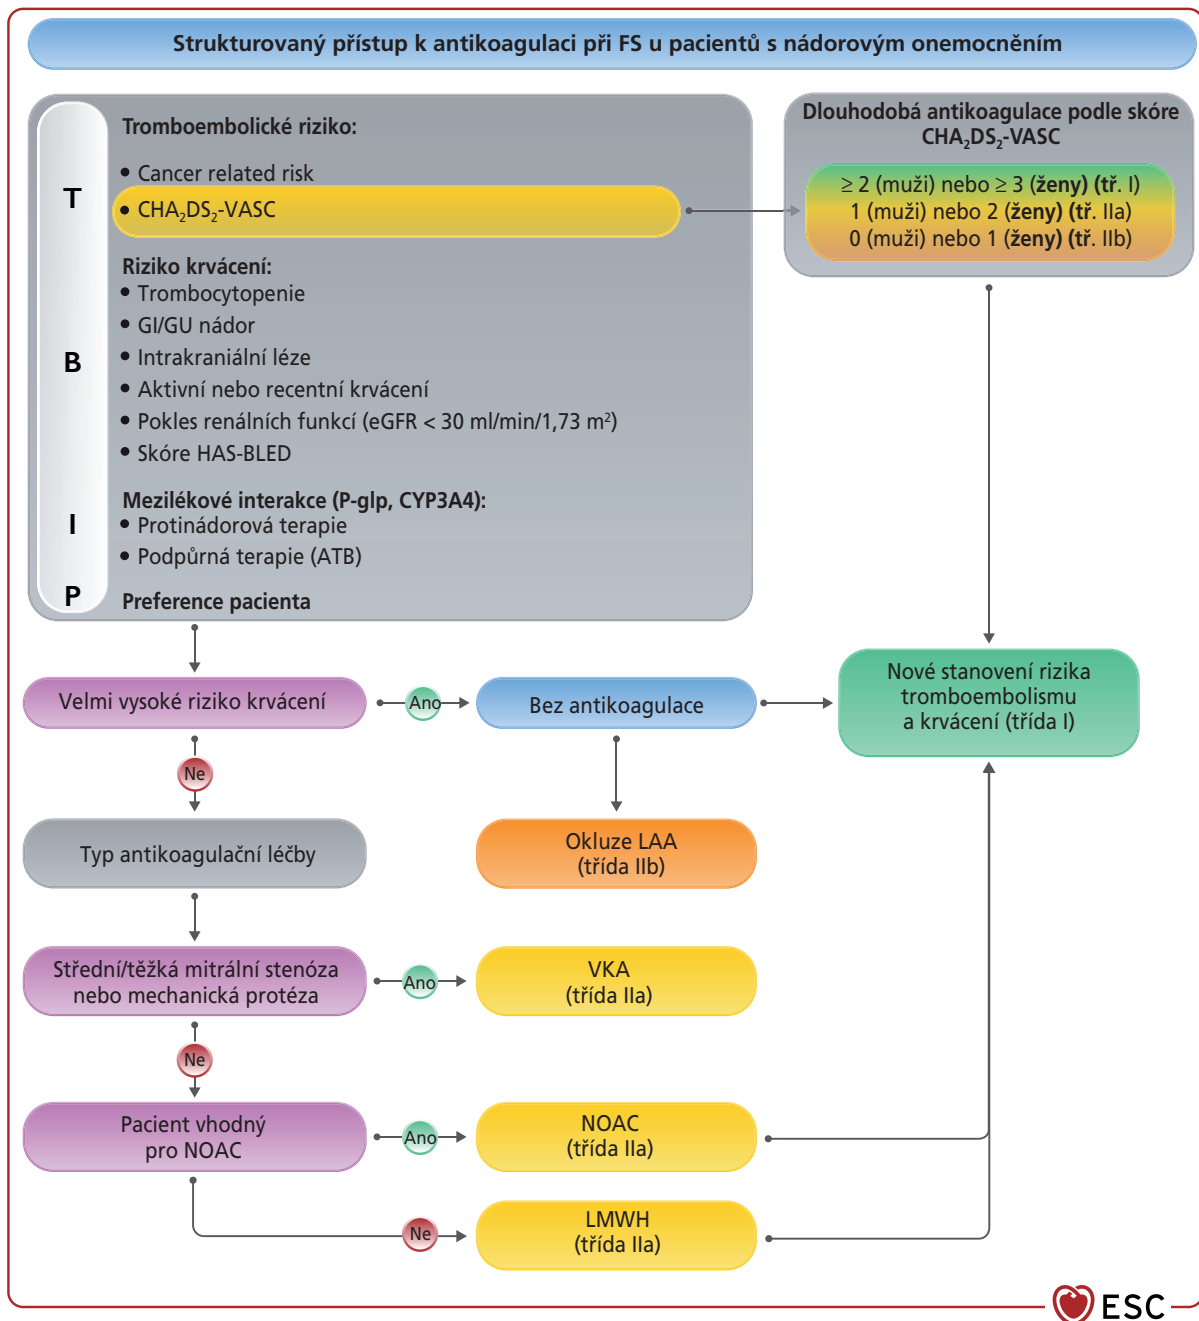 Strukturovaný přístup k antikoagulaci při FS u pacientů s nádorovým onemocněním
T
Tromboembolické riziko:
• Cancer related risk
• CHA₂DS₂-VASC
Dlouhodobá antikoagulace podle skóre
CHA₂DS₂-VASC
≥ 2 (muži) nebo ≥ 3 (ženy) (tř. I)
1 (muži) nebo 2 (ženy) (tř. IIa)
0 (muži) nebo 1 (ženy) (tř. IIb)
B
Riziko krvácení:
• Trombocytopenie
• GI/GU nádor
• Intrakraniální léze
• Aktivní nebo recentní krvácení
• Pokles renálních funkcí (eGFR < 30 ml/min/1,73 m²)
• Skóre HAS-BLED
I
Mezilékové interakce (P-glp, CYP3A4):
• Protinádorová terapie
• Podpůrná terapie (ATB)
P
Preference pacienta
Velmi vysoké riziko krvácení
Ano
Bez antikoagulace
Nové stanovení rizika
tromboembolismu
a krvácení (třída I)
Ne
Typ antikoagulační léčby
Okluze LAA
(třída IIb)
Střední/těžká mitrální stenóza
nebo mechanická protéza
Ano
VKA
(třída IIa)
Ne
Pacient vhodný
pro NOAC
Ano
NOAC
(třída IIa)
Ne
LMWH
(třída IIa)
ESC